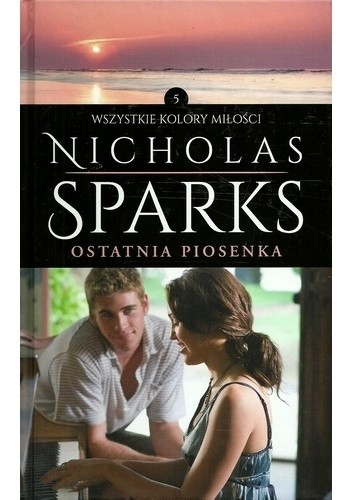 5
WSZYSTKIE KOLORY MIŁOŚCI
NICHOLAS
SPARKS
OSTATNIA PIOSENKA